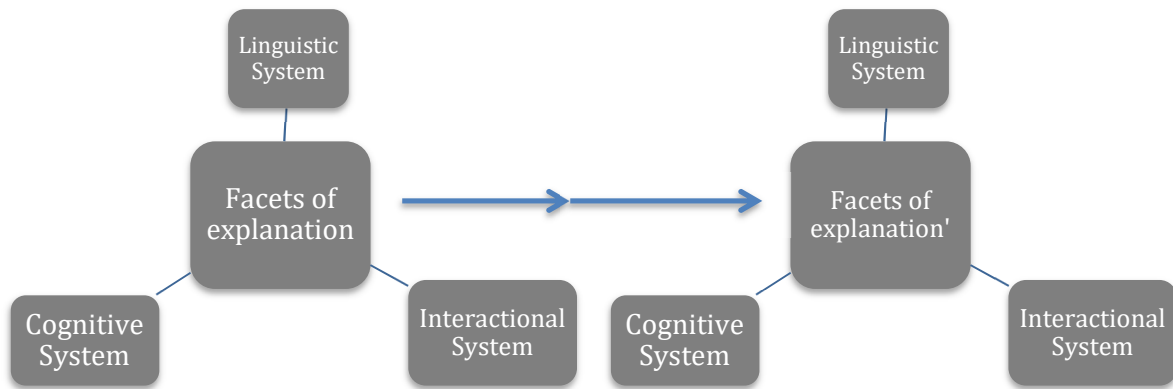 Linguistic
System
Facets of
explanation
Cognitive
System
Interactional
System
Linguistic
System
Facets of
explanation'
Cognitive
System
Interactional
System